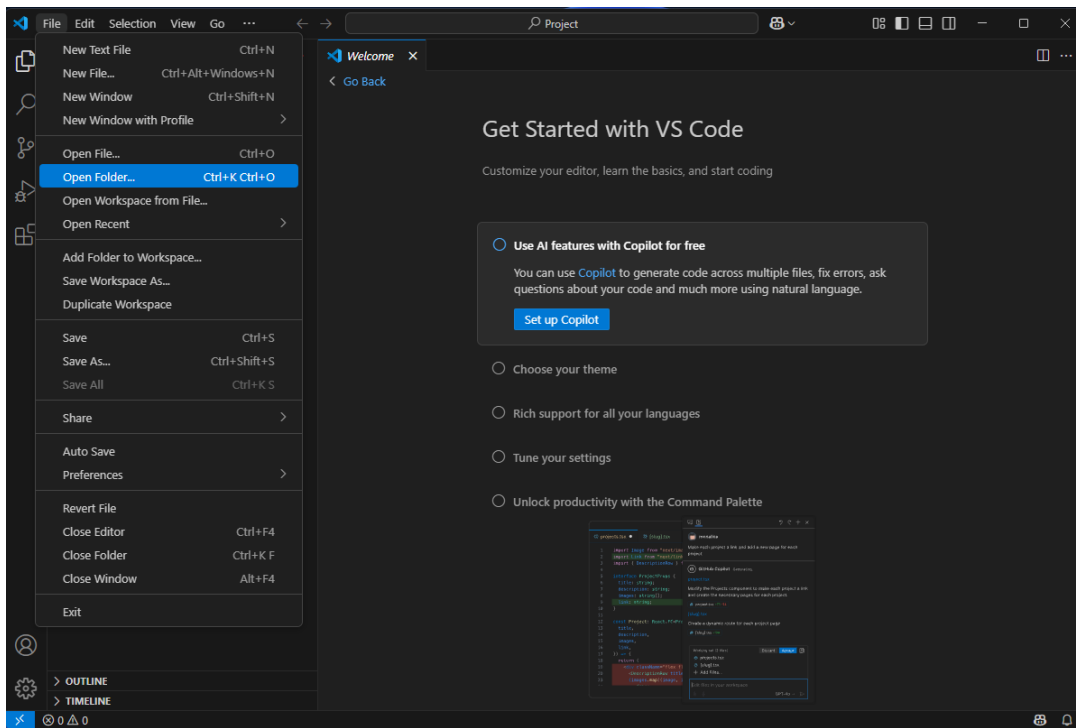 File Edit Selection View Go ··· ← → Project
New Text File Ctrl+N
New File... Ctrl+Alt+Windows+N
New Window Ctrl+Shift+N
New Window with Profile
Open File... Ctrl+O
Open Folder... Ctrl+K Ctrl+O
Open Workspace from File...
Open Recent
Add Folder to Workspace...
Save Workspace As...
Duplicate Workspace
Save Ctrl+S
Save As... Ctrl+Shift+S
Save All Ctrl+K S
Share
Auto Save
Preferences
Revert File
Close Editor Ctrl+F4
Close Folder Ctrl+K F
Close Window Alt+F4
Exit
OUTLINE
TIMELINE
0 0
Welcome
Go Back
Get Started with VS Code
Customize your editor, learn the basics, and start coding
Use AI features with Copilot for free
You can use Copilot to generate code across multiple files, fix errors, ask
questions about your code and much more using natural language.
Set up Copilot
Choose your theme
Rich support for all your languages
Tune your settings
Unlock productivity with the Command Palette